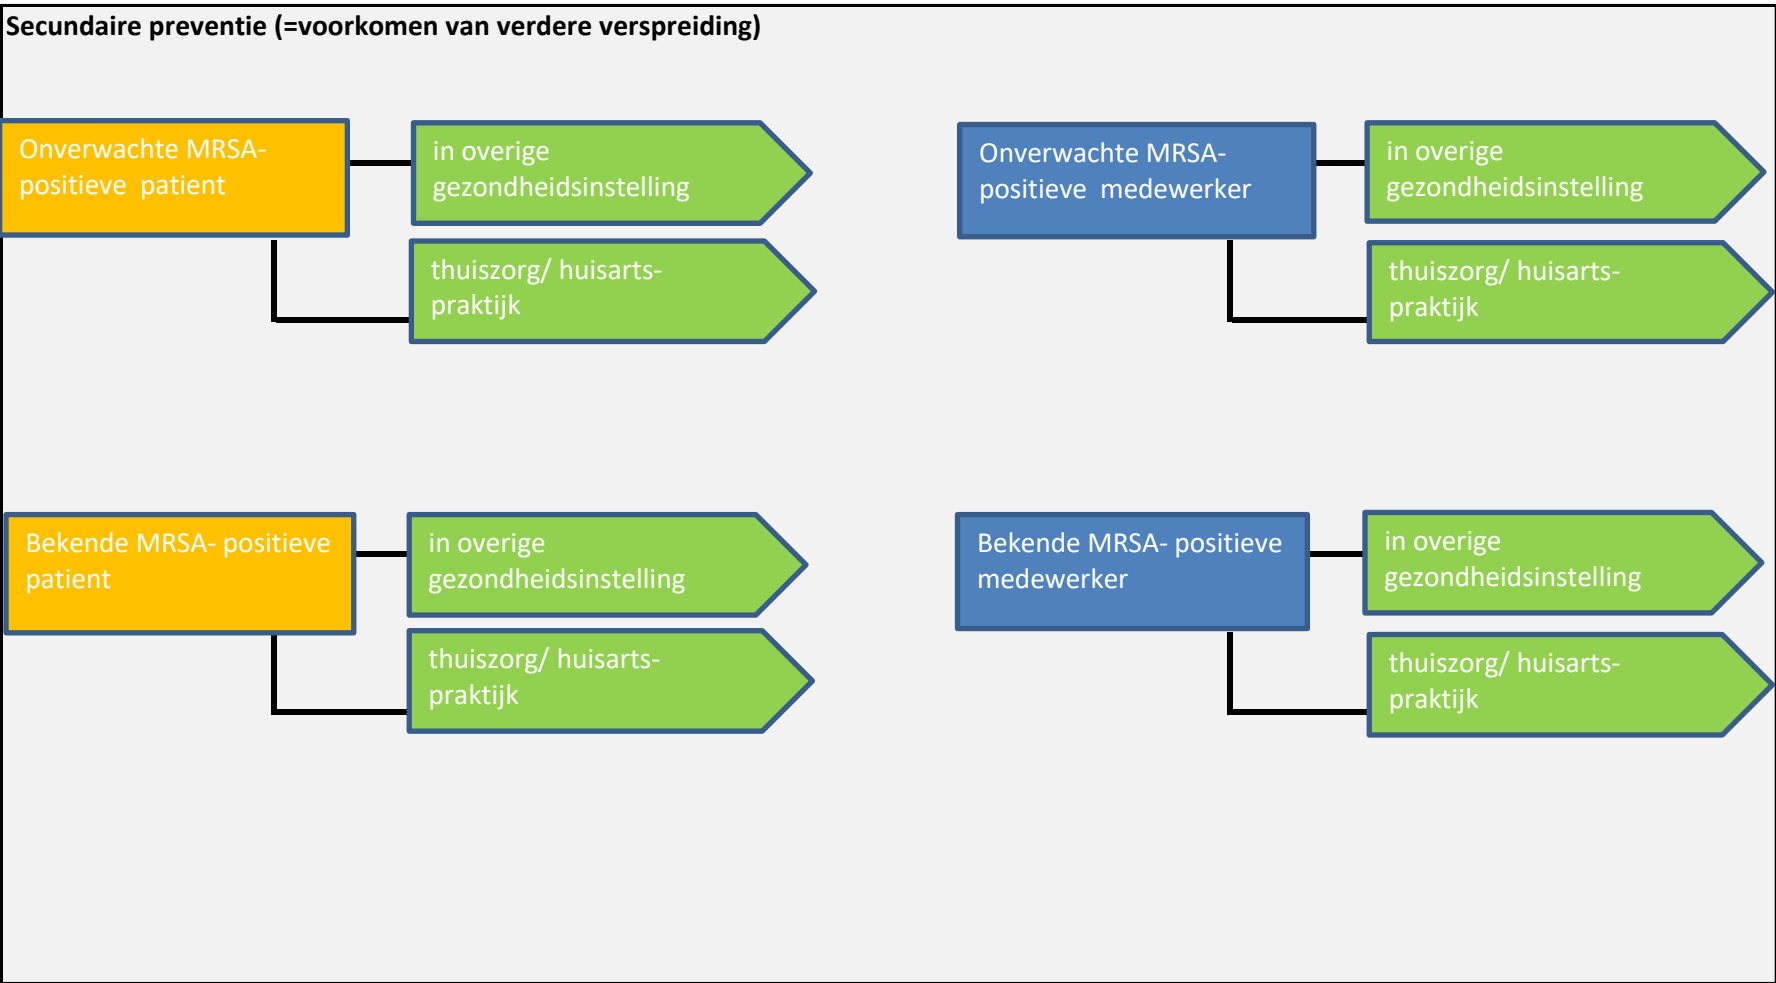 Secundaire preventie (=voorkomen van verdere verspreiding)
Onverwachte MRSA-
positieve  patient
in overige
gezondheidsinstelling
thuiszorg/ huisarts-
praktijk
Onverwachte MRSA-
positieve  medewerker
in overige
gezondheidsinstelling
thuiszorg/ huisarts-
praktijk
Bekende MRSA- positieve
patient
in overige
gezondheidsinstelling
thuiszorg/ huisarts-
praktijk
Bekende MRSA- positieve
medewerker
in overige
gezondheidsinstelling
thuiszorg/ huisarts-
praktijk